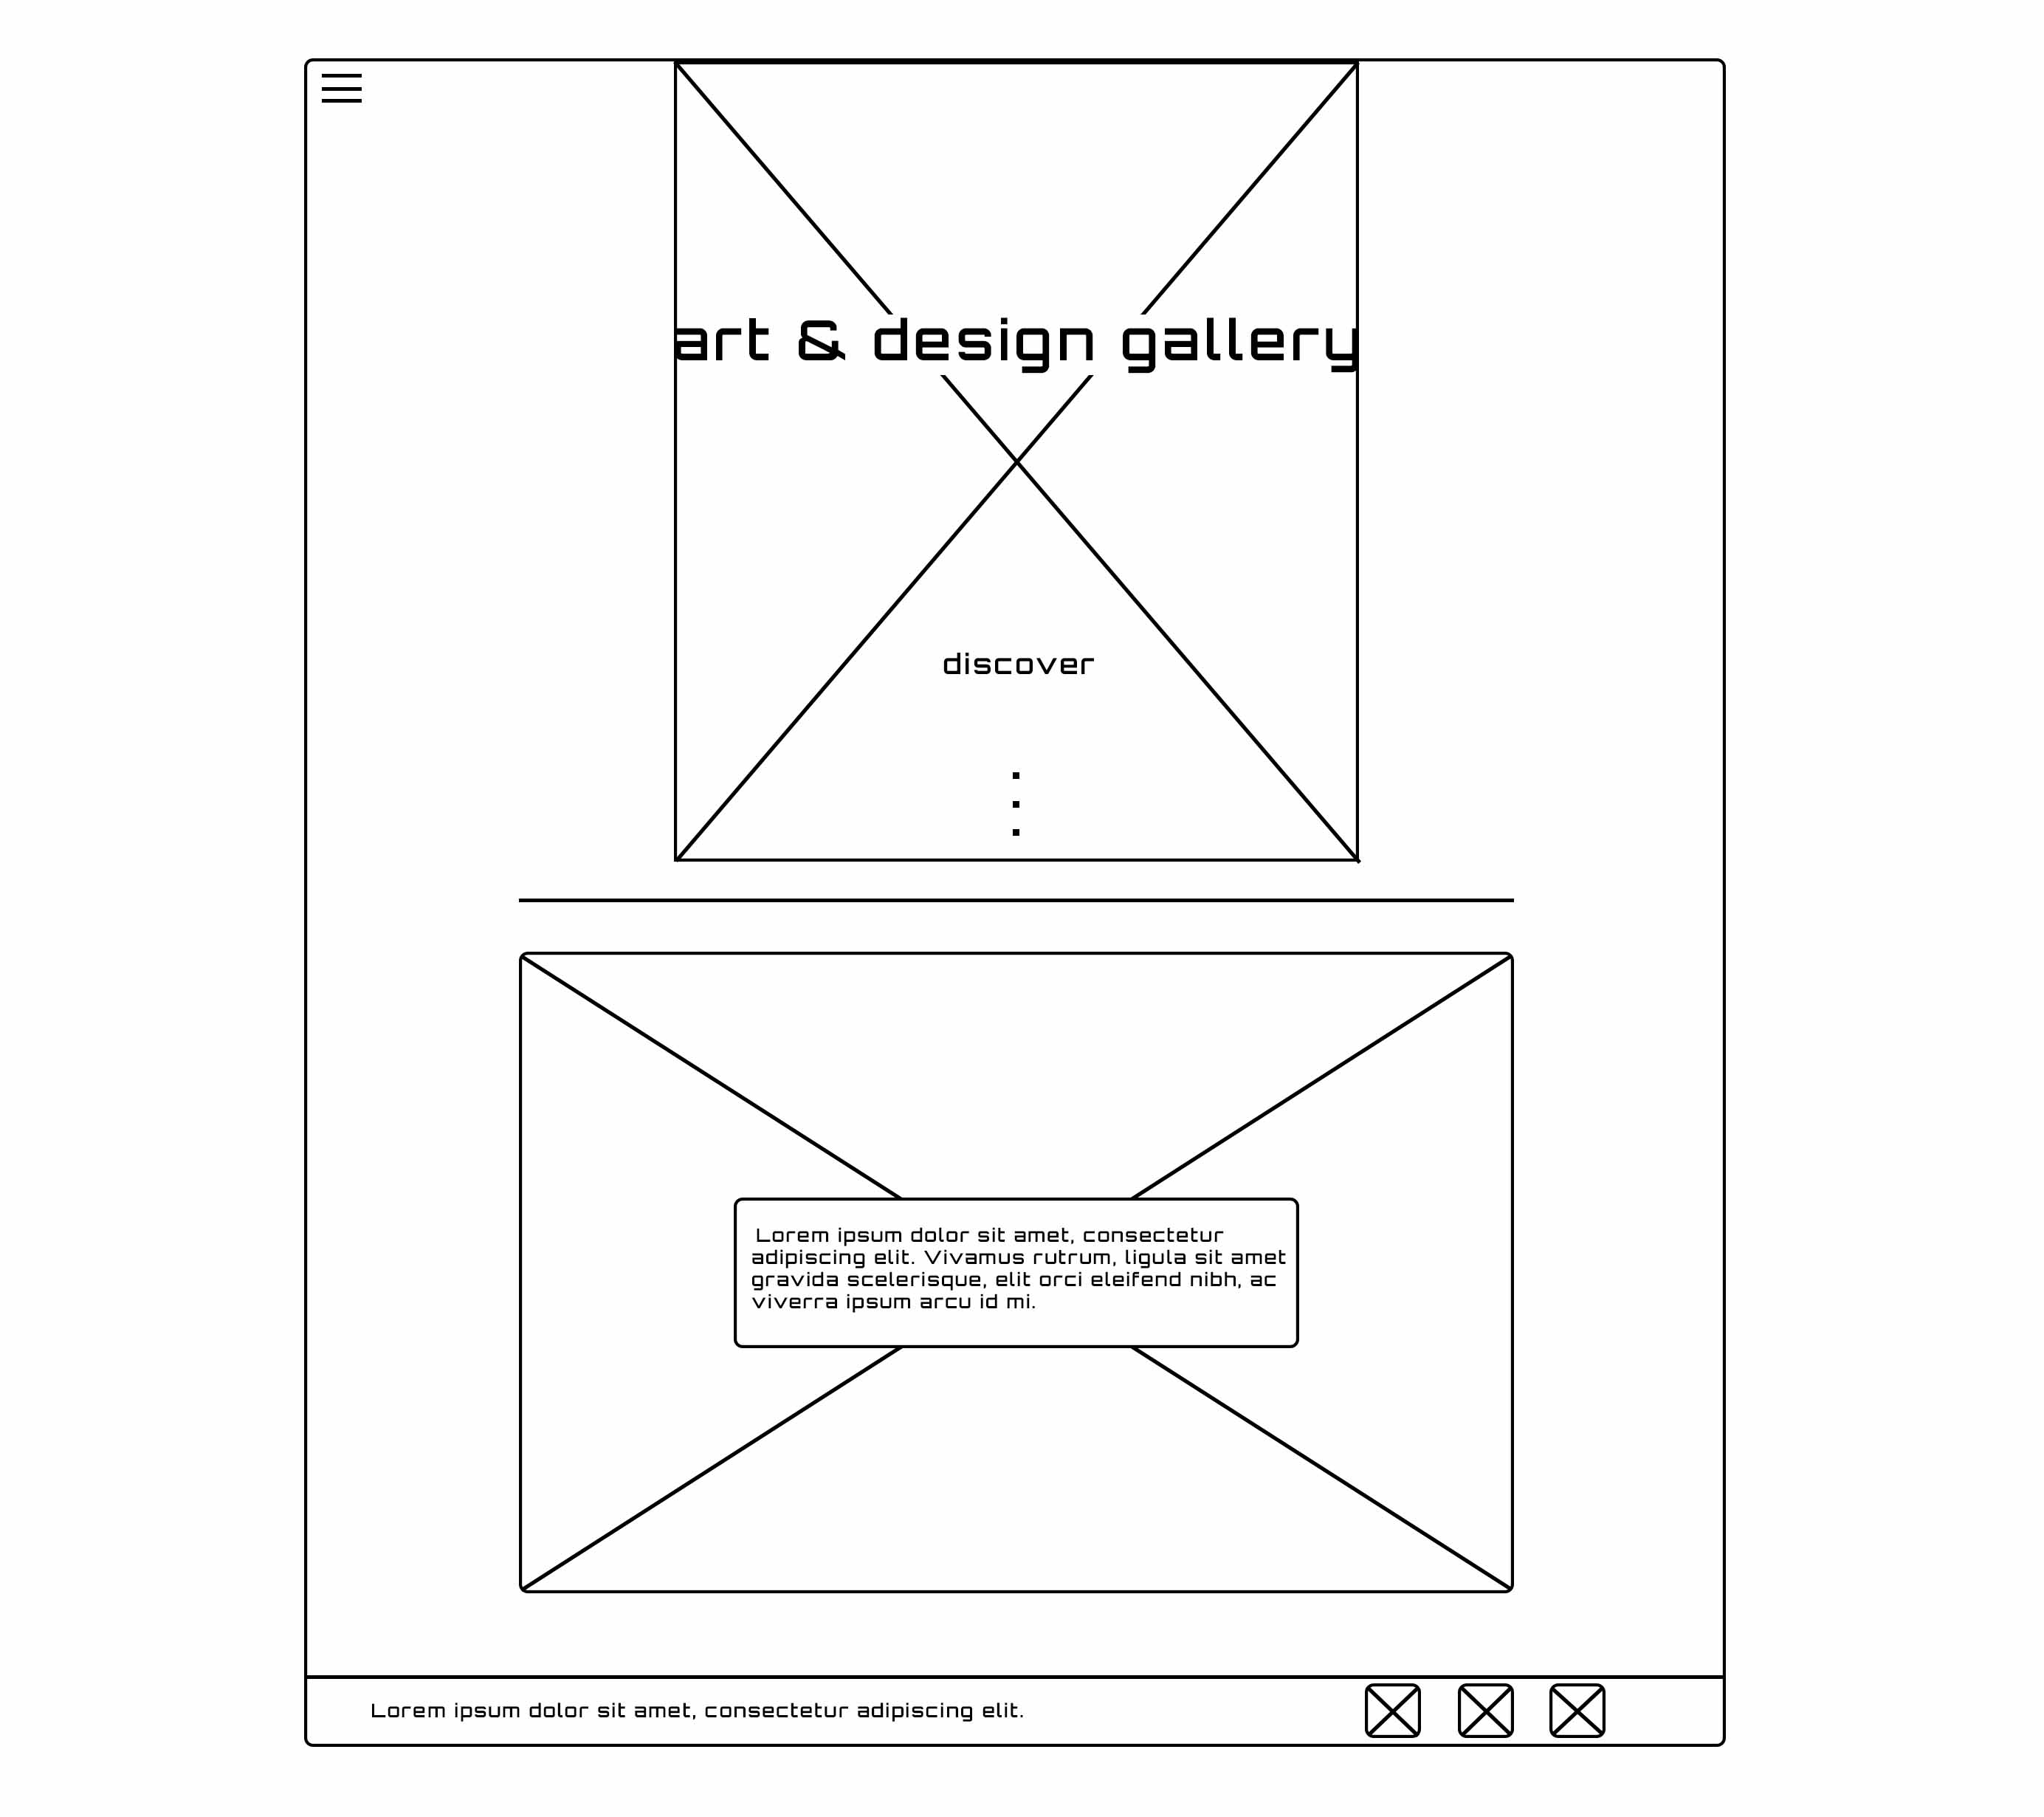 art & design gallery
discover
Lorem ipsum dolor sit amet, consectetur
adipiscing elit. Vivamus rutrum, ligula sit amet
gravida scelerisque, elit orci eleifend nibh, ac
viverra ipsum arcu id mi.
Lorem ipsum dolor sit amet, consectetur adipiscing elit.